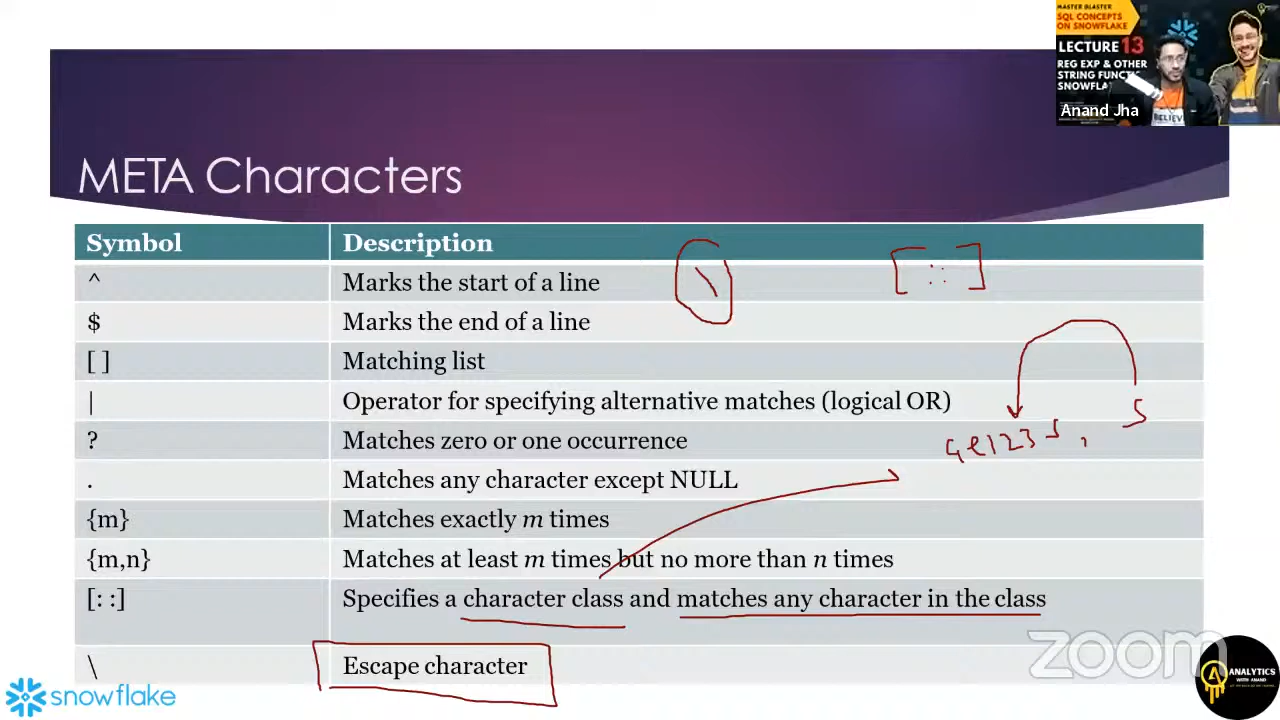 MASTER BLASTER
SQL CONCEPTS
ON SNOWFLAKE
LECTURE 13
REG EXP & OTHER
STRING FUNCT
SNOWFLA
Anand Jha
META Characters
Symbol Description
^ Marks the start of a line
$ Marks the end of a line
[ ] Matching list
| Operator for specifying alternative matches (logical OR)
? Matches zero or one occurrence
. Matches any character except NULL
{m} Matches exactly m times
{m,n} Matches at least m times but no more than n times
[: :] Specifies a character class and matches any character in the class
\ Escape character
\
[ :: ]
snowflake
zoom
ANALYTICS
WITH ANAND